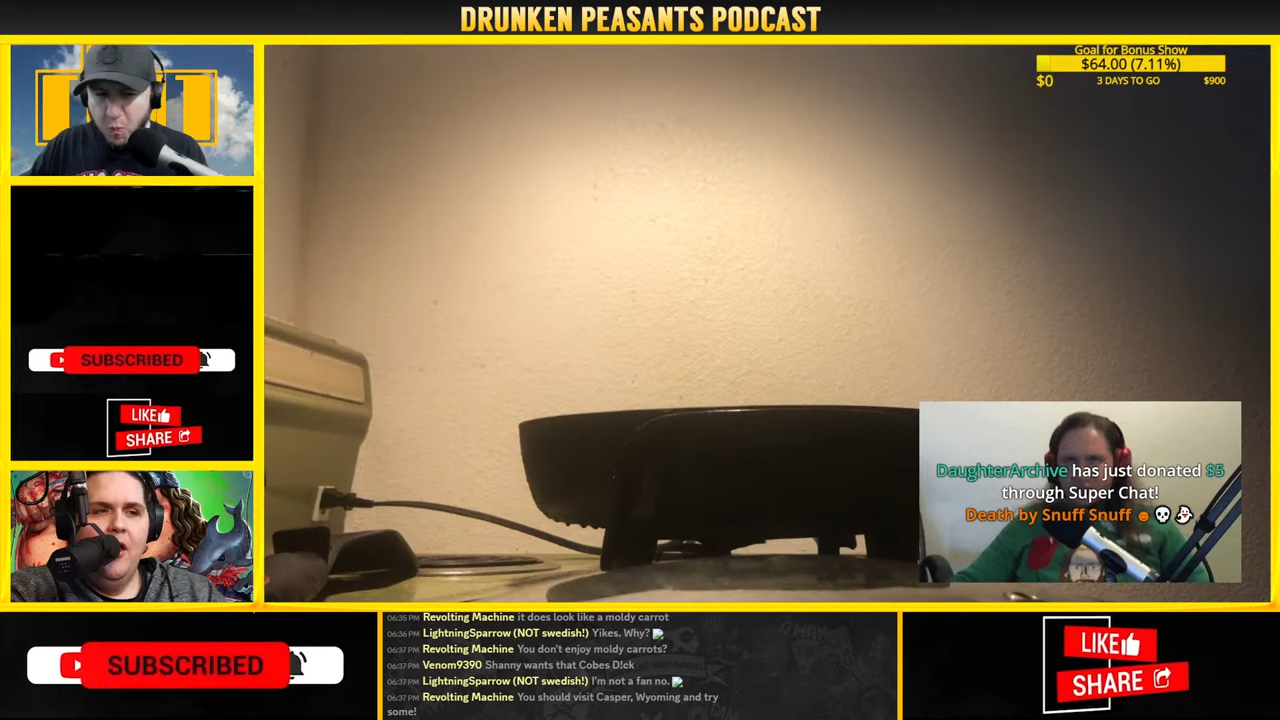 DRUNKEN PEASANTS PODCAST
Goal for Bonus Show
$64.00 (7.11%)
$0
3 DAYS TO GO
$900
SUBSCRIBED
LIKE
SHARE
DaughterArchive has just donated $5
through Super Chat!
Death by Snuff Snuff
SUBSCRIBED
06:35 PM Revolting Machine it does look like a moldy carrot
06:36 PM LightningSparrow (NOT swedish!) Yikes. Why?
06:37 PM Revolting Machine You don't enjoy moldy carrots?
06:37 PM Venom9390 Shanny wants that Cobes D!ck
06:37 PM LightningSparrow (NOT swedish!) I'm not a fan no.
06:37 PM Revolting Machine You should visit Casper, Wyoming and try
some!
LIKE
SHARE